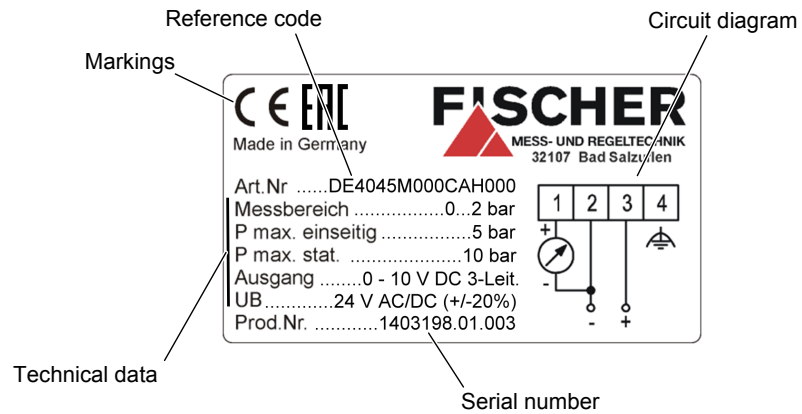 Reference code
Circuit diagram
Markings
CE EAC
FISCHER
Made in Germany
MESS- UND REGELTECHNIK
32107 Bad Salzuflen
Art.Nr ......DE4045M000CAH000
Messbereich ................0...2 bar
P max. einseitig ................5 bar
P max. stat. ....................10 bar
Ausgang ........0 - 10 V DC 3-Leit.
UB.............24 V AC/DC (+/-20%)
Prod.Nr. ............1403198.01.003
1 2 3 4
+
-
- +
Technical data
Serial number